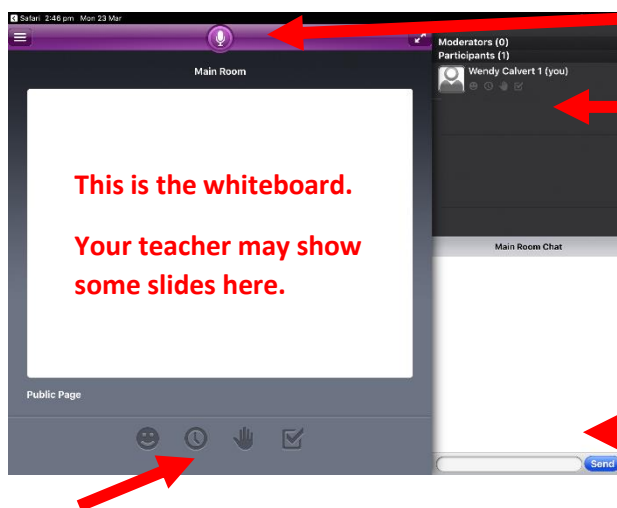 Safari 2:46 pm Mon 23 Mar
Moderators (0)
Participants (1)
Main Room
Wendy Calvert 1 (you)
This is the whiteboard.
Your teacher may show
some slides here.
Main Room Chat
Public Page
Send